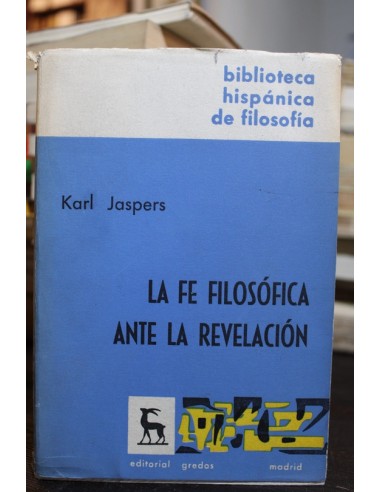 biblioteca
hispánica
de filosofía
Karl Jaspers
LA FE FILOSÓFICA
ANTE LA REVELACIÓN
editorial gredos madrid